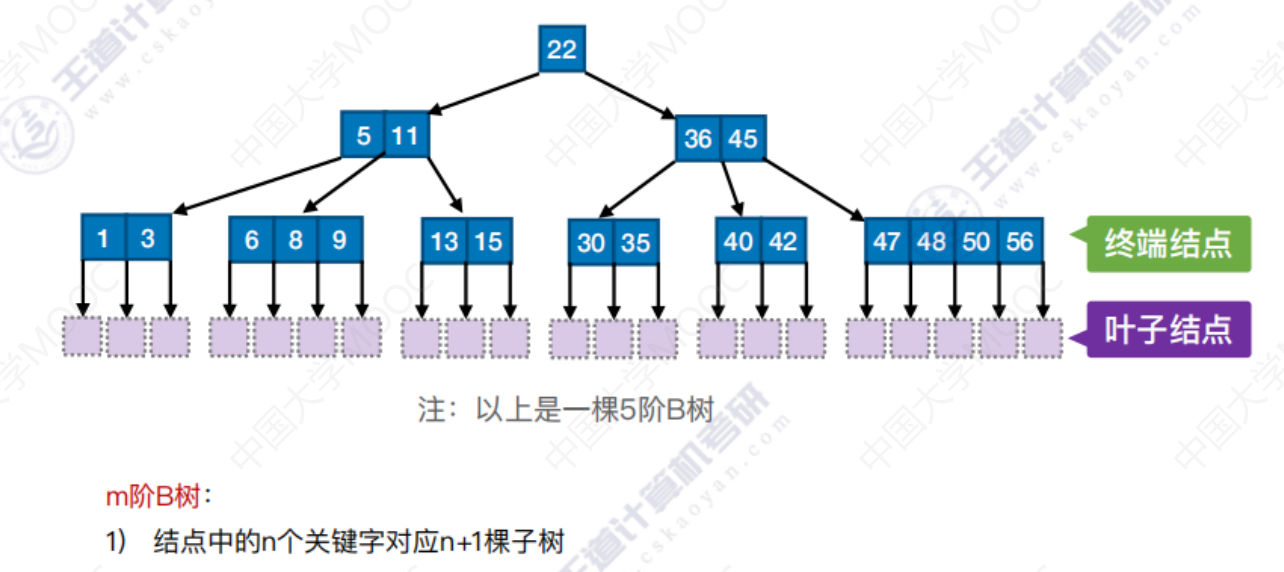 22
5 11
36 45
1 3
6 8 9
13 15
30 35
40 42
47 48 50 56
终端结点
叶子结点
注：以上是一棵5阶B树
m阶B树：
1) 结点中的n个关键字对应n+1棵子树
王道计算机考研
www.cskaoyan.com
中国大学MOOC